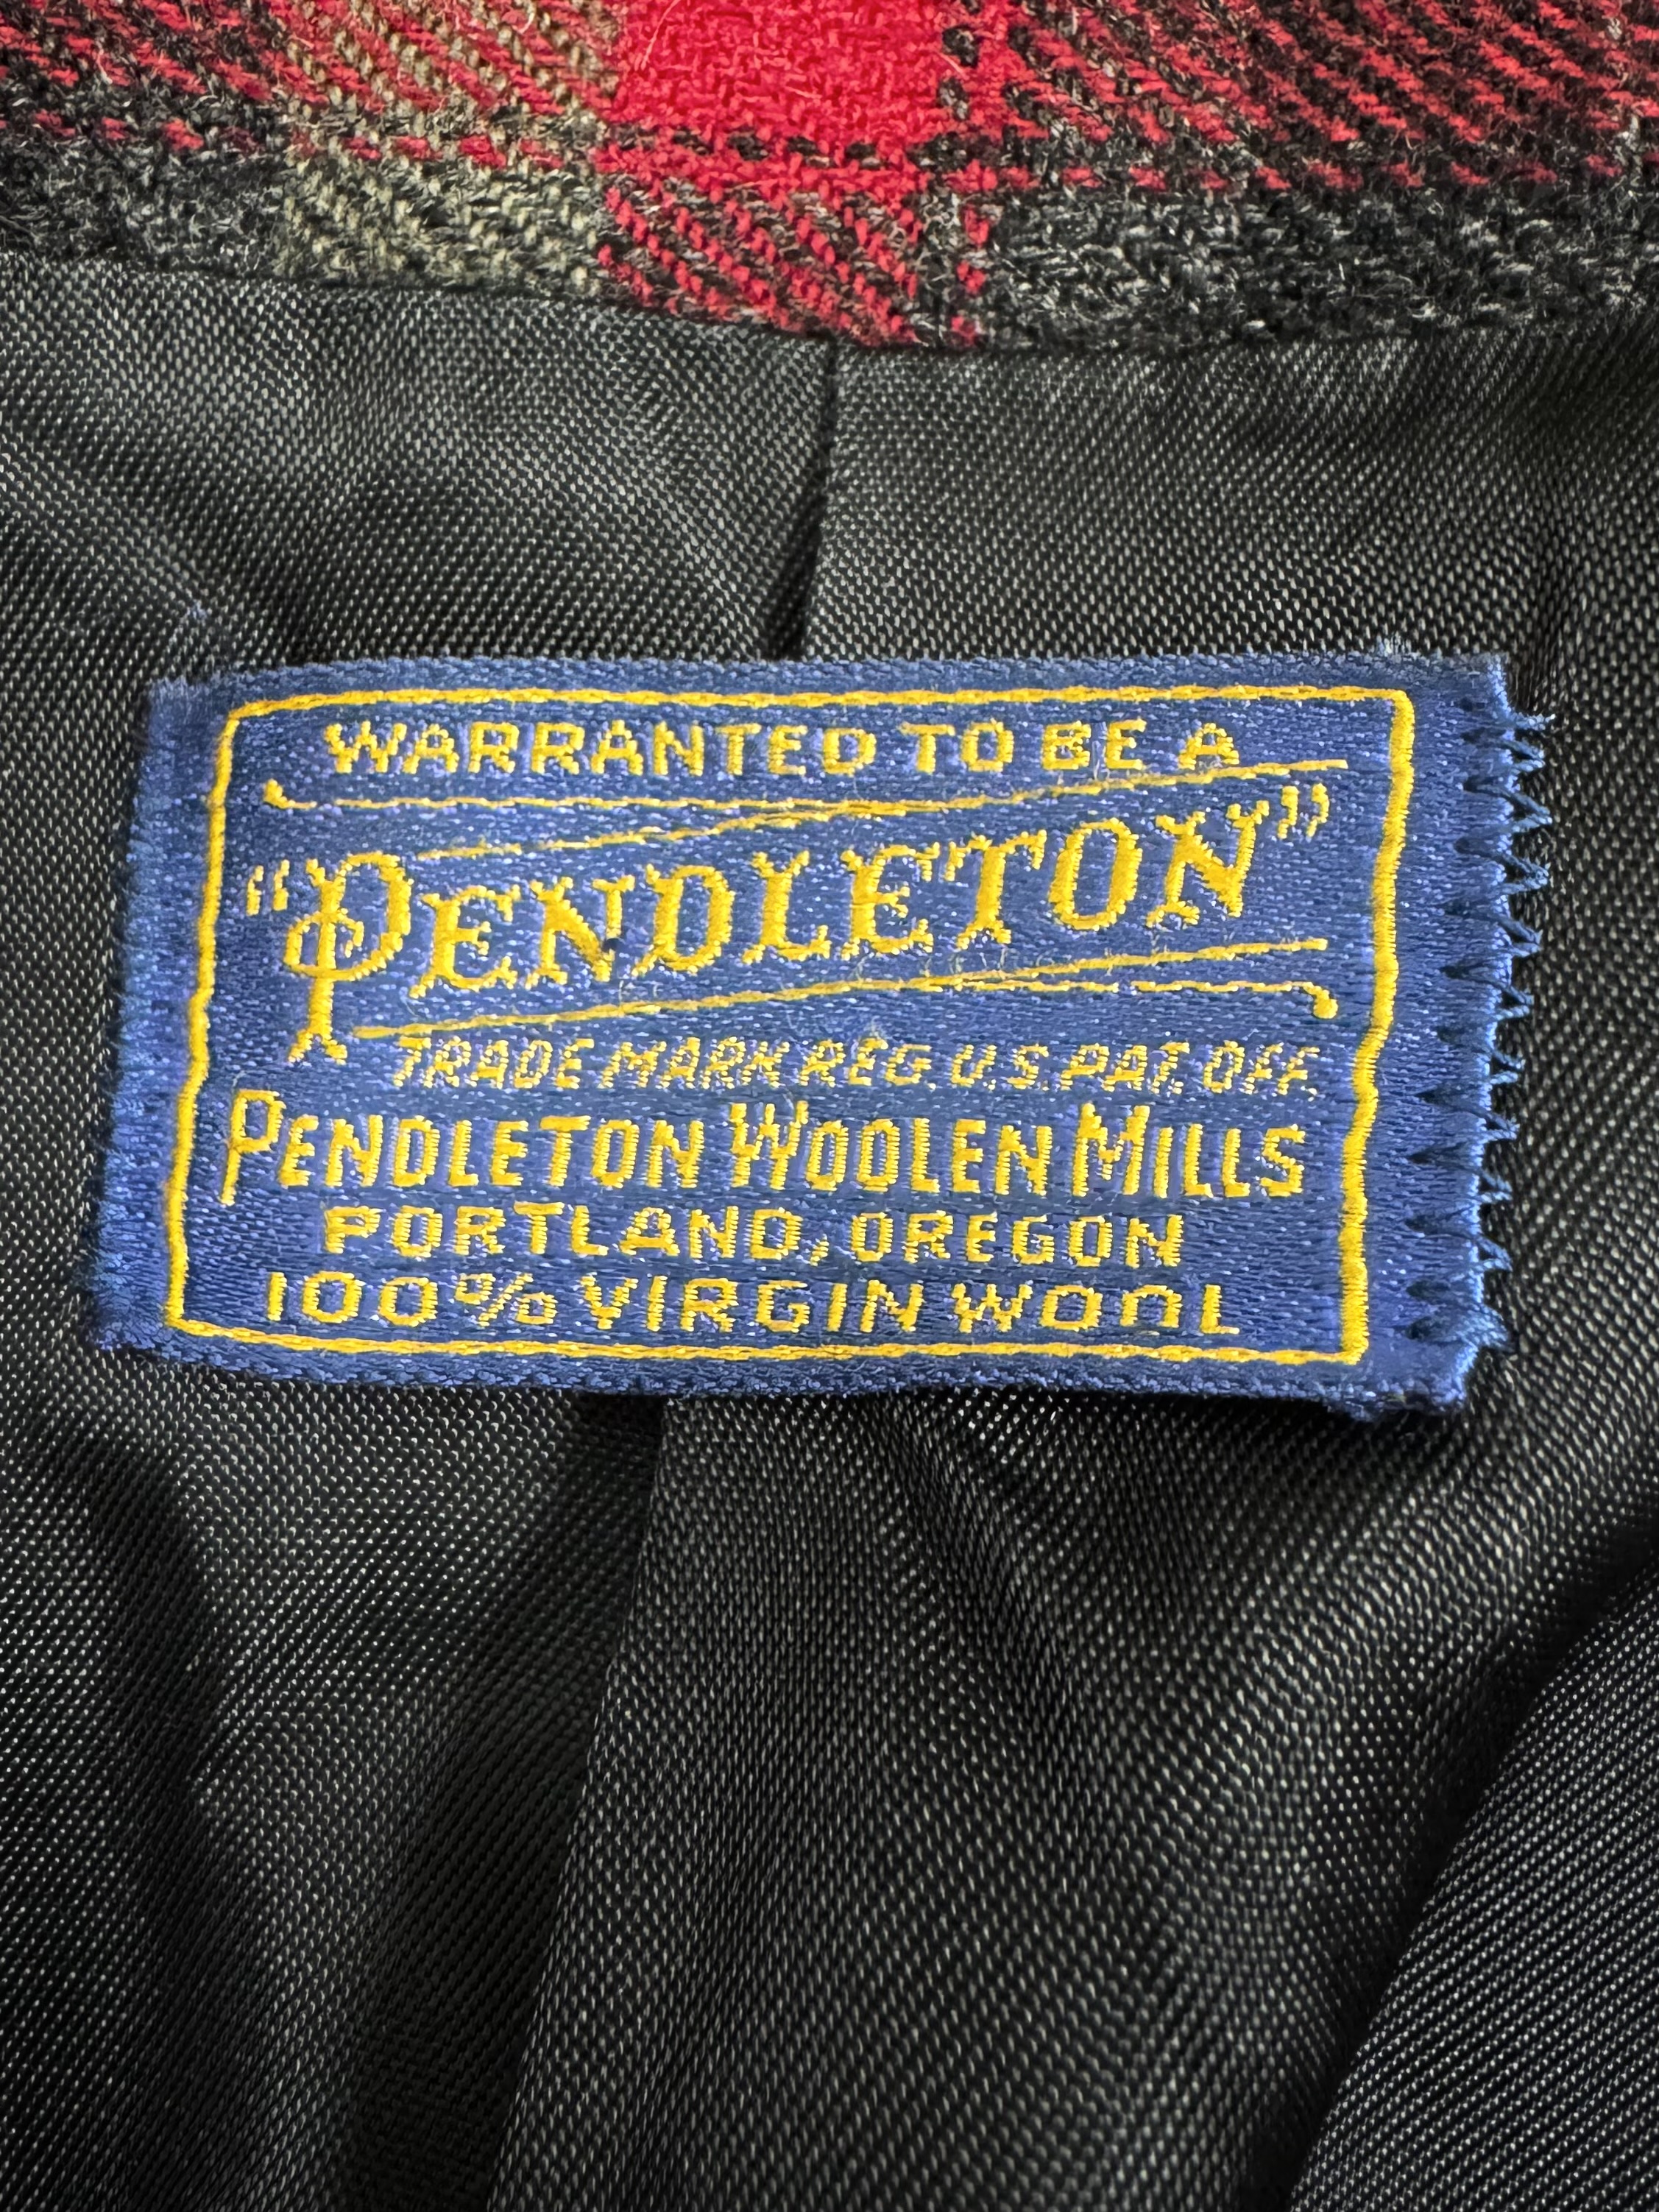 WARRANTED TO BE A
"PENDLETON"
TRADE MARK REG. U.S. PAT. OFF.
PENDLETON WOOLEN MILLS
PORTLAND, OREGON
100% VIRGIN WOOL